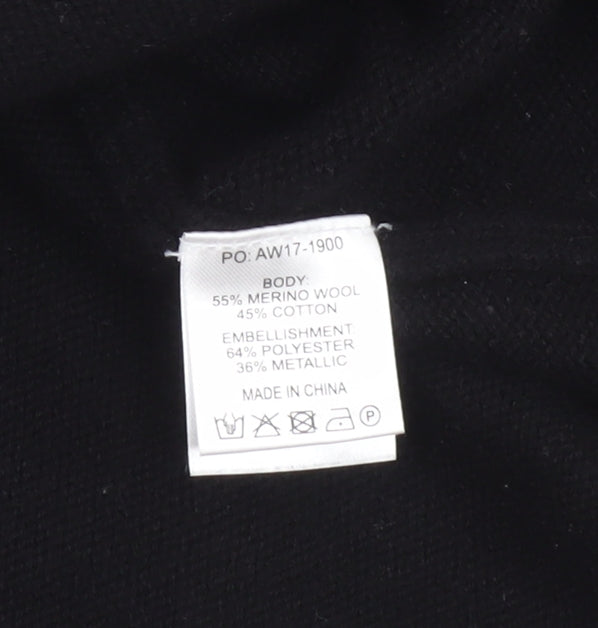 PO: AW17-1900
BODY:
55% MERINO WOOL
45% COTTON
EMBELLISHMENT
64% POLYESTER
36% METALLIC
MADE IN CHINA
P